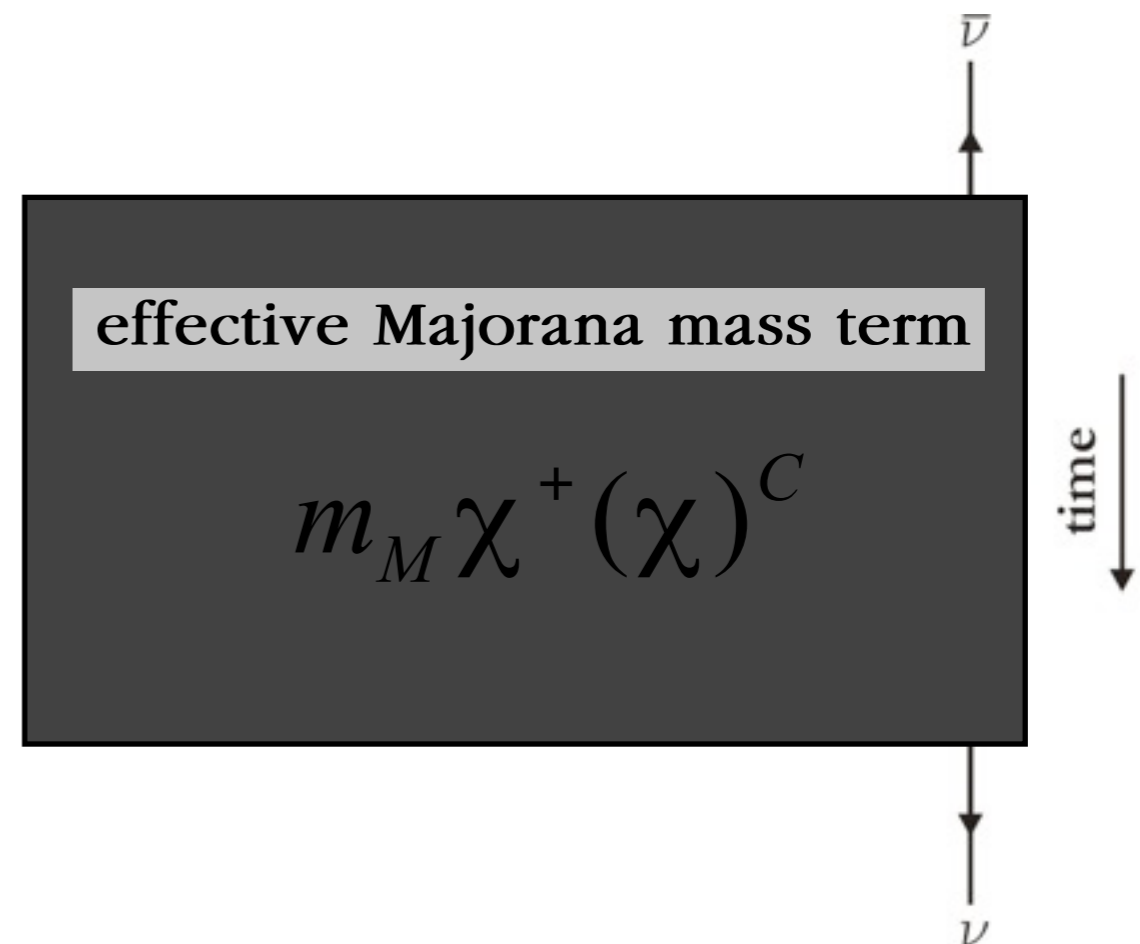 ν̄
effective Majorana mass term
m_M χ⁺(χ)^C
time
ν